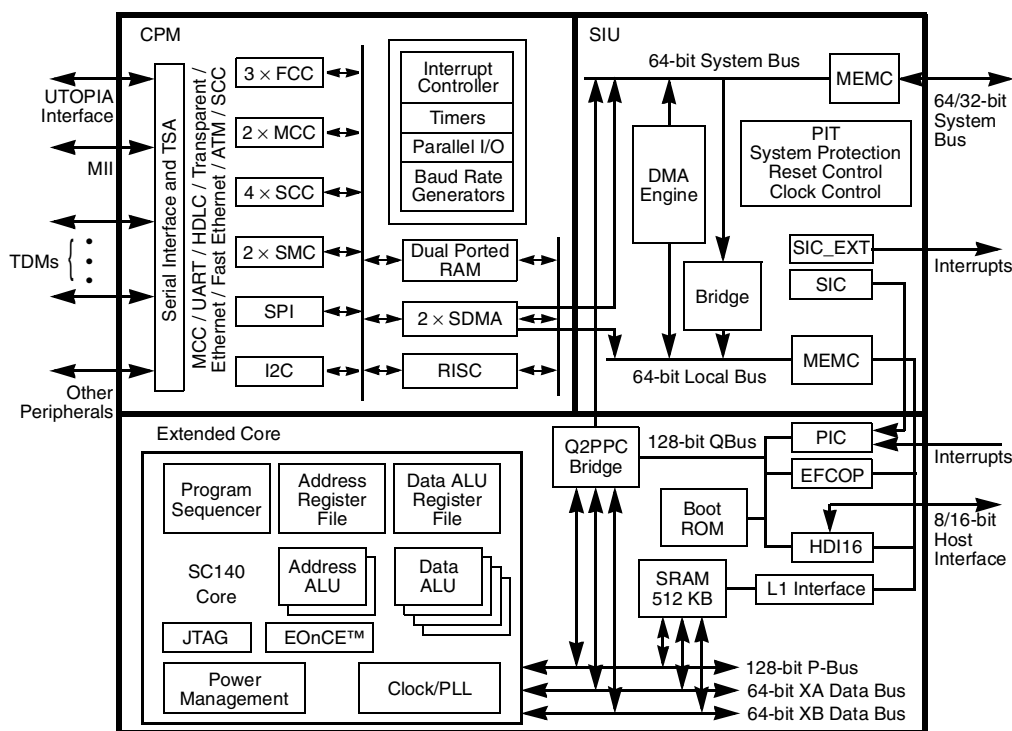 CPM
SIU
UTOPIA
Interface
MII
TDMs
Other
Peripherals
Serial Interface and TSA
MCC / UART / HDLC / Transparent /
Ethernet / Fast Ethernet / ATM / SCC
3 × FCC
2 × MCC
4 × SCC
2 × SMC
SPI
I2C
Interrupt
Controller
Timers
Parallel I/O
Baud Rate
Generators
Dual Ported
RAM
2 × SDMA
RISC
64-bit System Bus
MEMC
64/32-bit
System
Bus
DMA
Engine
PIT
System Protection
Reset Control
Clock Control
SIC_EXT
Interrupts
SIC
Bridge
MEMC
64-bit Local Bus
Extended Core
Program
Sequencer
Address
Register
File
Data ALU
Register
File
SC140
Core
Address
ALU
Data
ALU
JTAG
EOnCE™
Power
Management
Clock/PLL
Q2PPC
Bridge
128-bit QBus
PIC
Interrupts
EFCOP
Boot
ROM
HDI16
8/16-bit
Host
Interface
SRAM
512 KB
L1 Interface
128-bit P-Bus
64-bit XA Data Bus
64-bit XB Data Bus